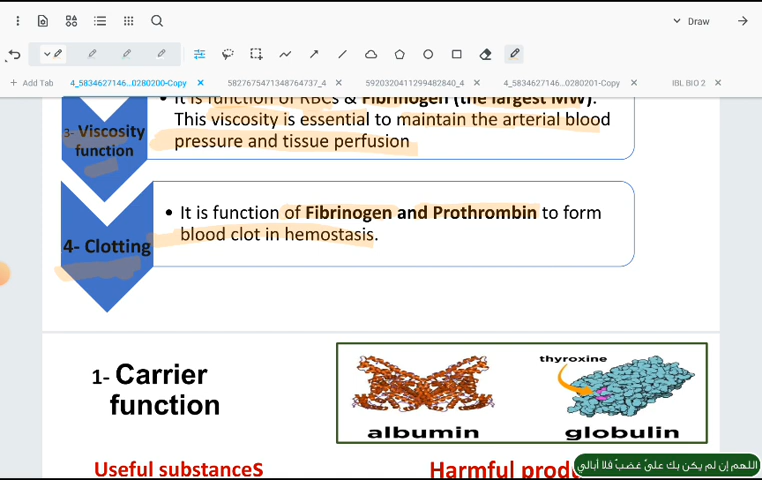 Draw
Add Tab
4_5834627146...0280200-Copy
5827675471348764737_4
5920320411299482840_4
4_5834627146...0280201-Copy
IBL BIO 2
• It is function of RBCs & Fibrinogen (the largest MW).
This viscosity is essential to maintain the arterial blood
pressure and tissue perfusion
3- Viscosity
function
• It is function of Fibrinogen and Prothrombin to form
blood clot in hemostasis.
4- Clotting
1- Carrier
function
thyroxine
albumin
globulin
Useful substanceS
Harmful prod
اللهم إن لم يكن بك عليَّ غضبٌ فلا أبالي